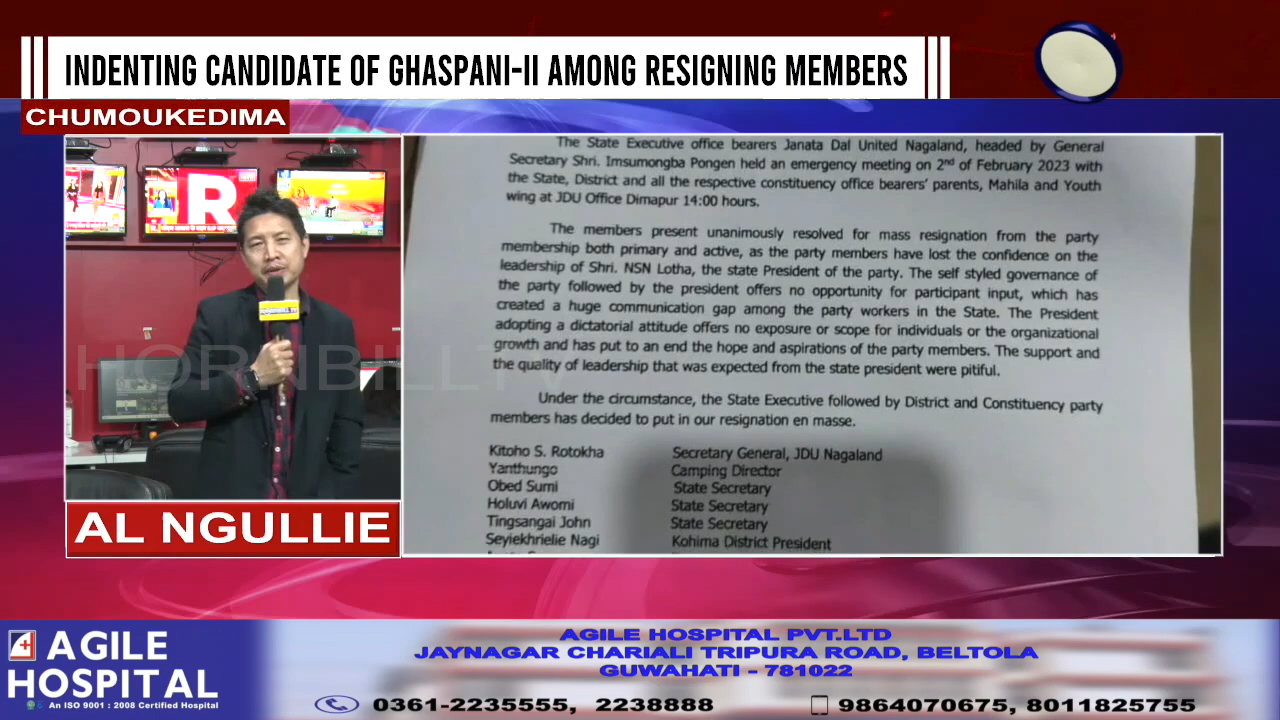 INDENTING CANDIDATE OF GHASPANI-II AMONG RESIGNING MEMBERS
CHUMOUKEDIMA
R
HORNBILL TV
HORNBILLTV
AL NGULLIE
The State Executive office bearers Janata Dal United Nagaland, headed by General
Secretary Shri. Imsumongba Pongen held an emergency meeting on 2nd of February 2023 with
the State, District and all the respective constituency office bearers' parents, Mahila and Youth
wing at JDU Office Dimapur 14:00 hours.
The members present unanimously resolved for mass resignation from the party
membership both primary and active, as the party members have lost the confidence on the
leadership of Shri. NSN Lotha, the state President of the party. The self styled governance of
the party followed by the president offers no opportunity for participant input, which has
created a huge communication gap among the party workers in the State. The President
adopting a dictatorial attitude offers no exposure or scope for individuals or the organizational
growth and has put to an end the hope and aspirations of the party members. The support and
the quality of leadership that was expected from the state president were pitiful.
Under the circumstance, the State Executive followed by District and Constituency party
members has decided to put in our resignation en masse.
Kitoho S. Rotokha Secretary General, JDU Nagaland
Yanthungo Camping Director
Obed Sumi State Secretary
Holuvi Awomi State Secretary
Tingsangai John State Secretary
Seyiekhrielie Nagi Kohima District President
AGILE
HOSPITAL
An ISO 9001 : 2008 Certified Hospital
AGILE HOSPITAL PVT.LTD
JAYNAGAR CHARIALI TRIPURA ROAD, BELTOLA
GUWAHATI - 781022
0361-2235555, 2238888 9864070675, 8011825755